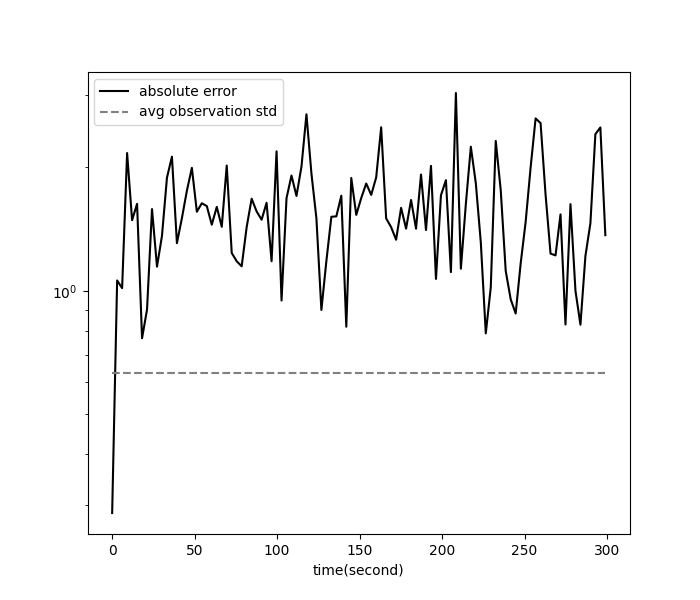 absolute error
avg observation std
10⁰
0 50 100 150 200 250 300
time(second)